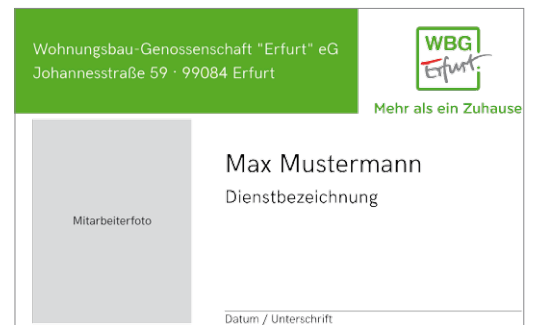 Wohnungsbau-Genossenschaft "Erfurt" eG
Johannesstraße 59 · 99084 Erfurt
WBG
Erfurt.
Mehr als ein Zuhause
Max Mustermann
Dienstbezeichnung
Mitarbeiterfoto
Datum / Unterschrift